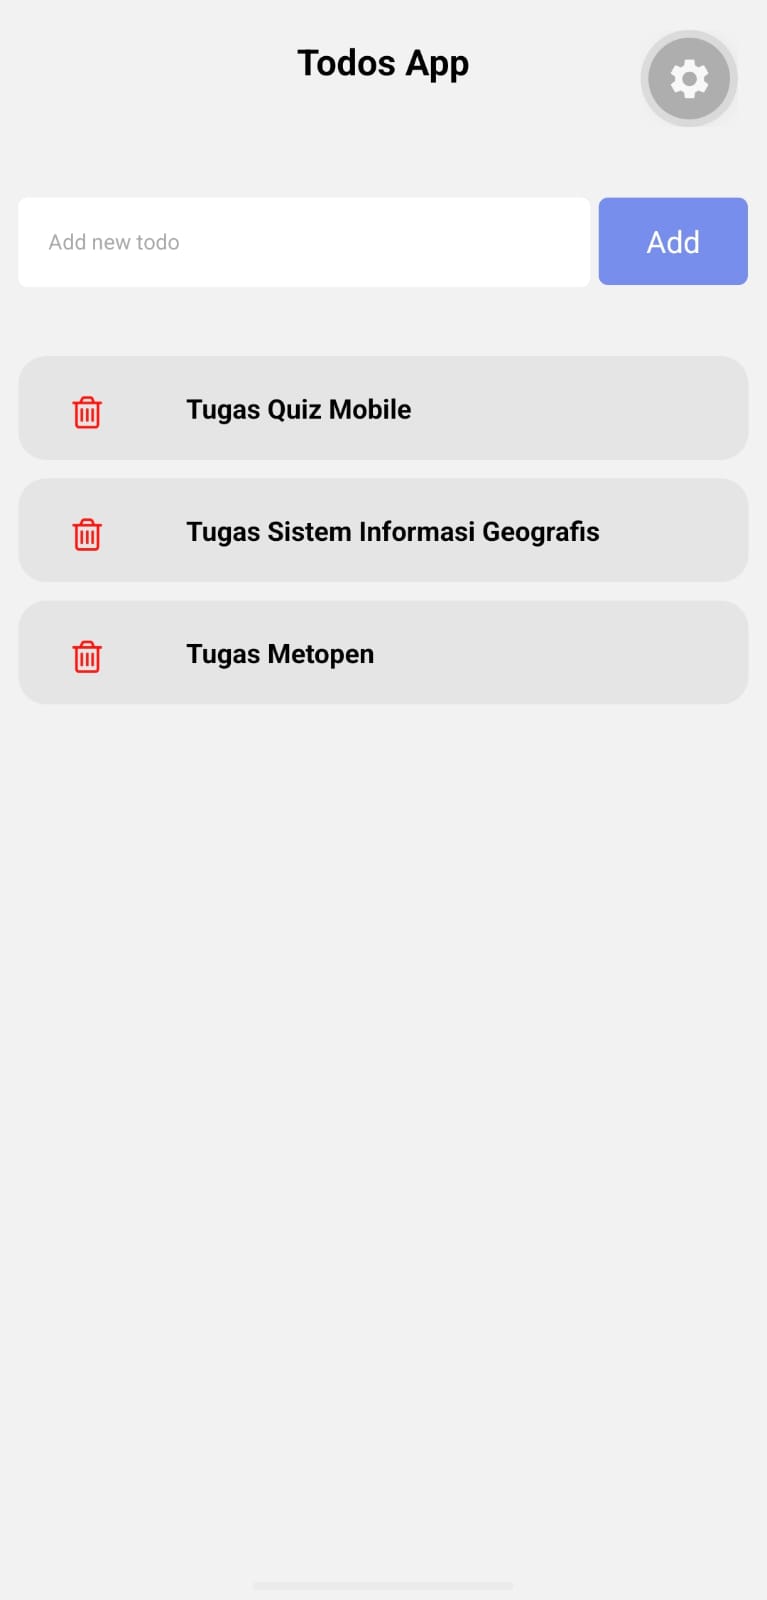 Todos App
Add new todo
Add
Tugas Quiz Mobile
Tugas Sistem Informasi Geografis
Tugas Metopen